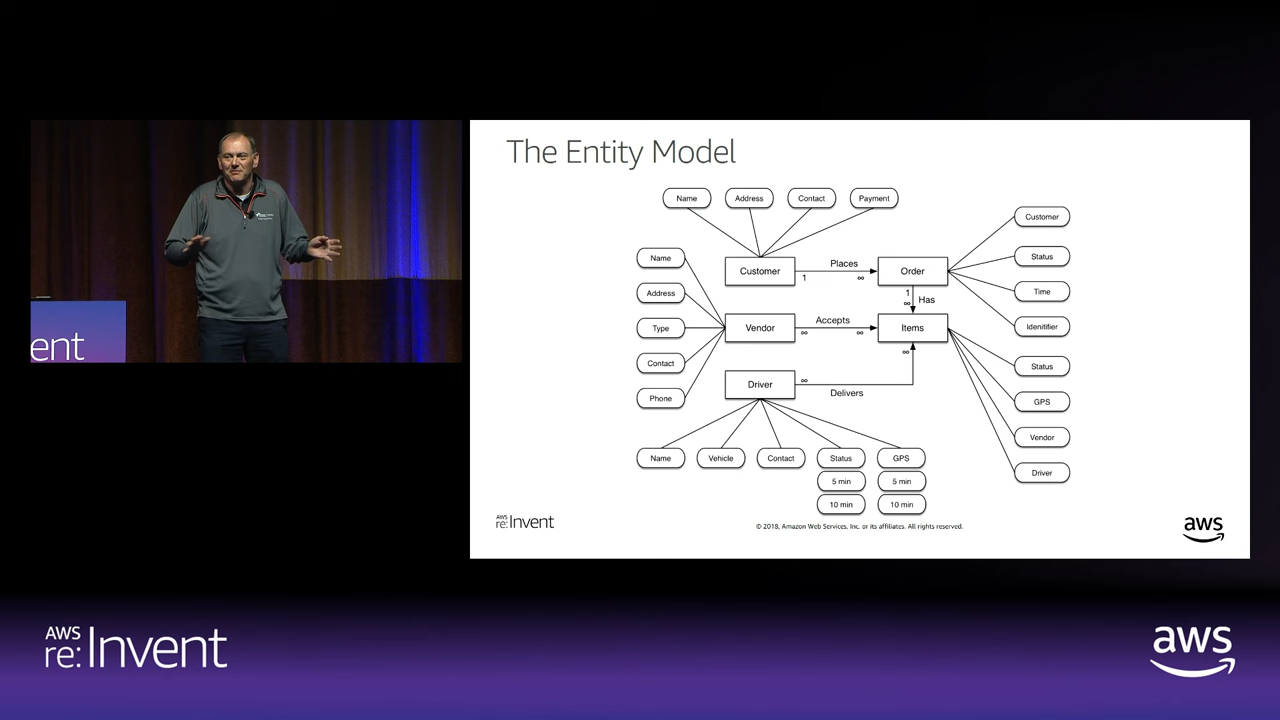 The Entity Model
Name
Address
Contact
Payment
Customer
Name
Places
Status
Customer
Order
1
∞
Address
1
Has
∞
Time
Type
Vendor
Accepts
Items
∞
∞
Idenitifier
∞
Contact
Status
Driver
∞
Delivers
Phone
GPS
Vendor
Name
Vehicle
Contact
Status
GPS
Driver
5 min
5 min
10 min
10 min
AWS
re:Invent
© 2018, Amazon Web Services, Inc. or its affiliates. All rights reserved.
aws
ent
AWS
re:Invent
aws